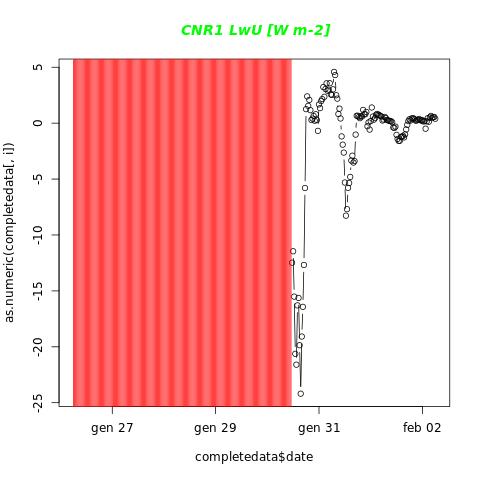 CNR1 LwU [W m-2]
as.numeric(completedata[, i])
5
0
-5
-10
-15
-20
-25
gen 27
gen 29
gen 31
feb 02
completedata$date